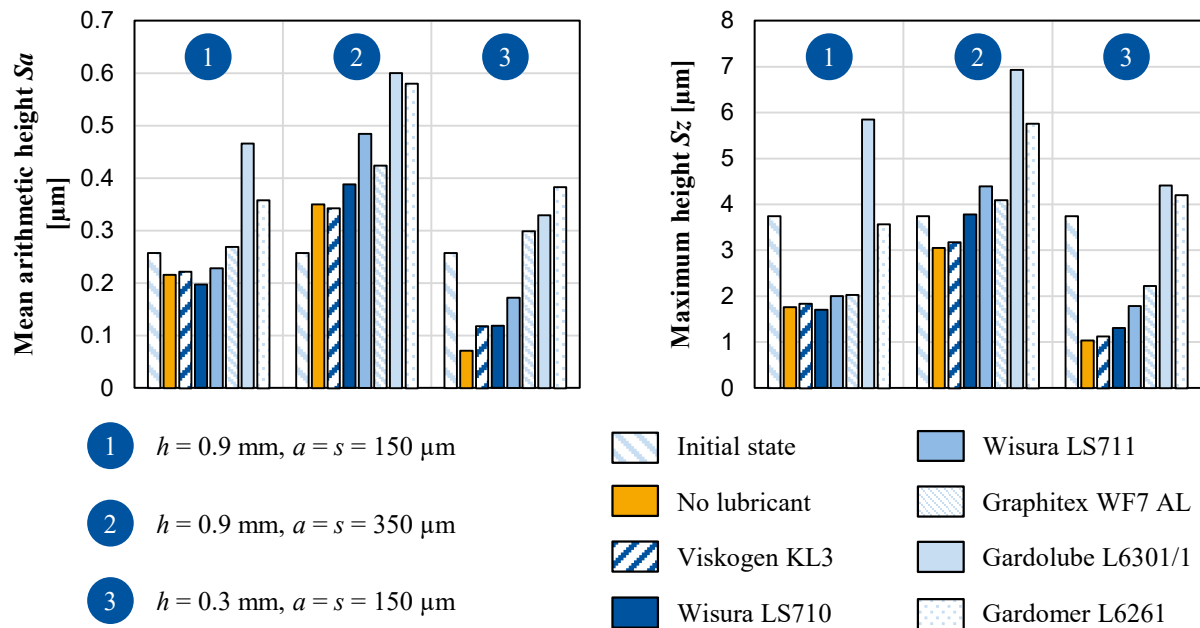 Mean arithmetic height Sa
[µm]
0.7
0.6
0.5
0.4
0.3
0.2
0.1
0
1
2
3
Maximum height Sz [µm]
8
7
6
5
4
3
2
1
0
1
2
3
1 h = 0.9 mm, a = s = 150 µm
2 h = 0.9 mm, a = s = 350 µm
3 h = 0.3 mm, a = s = 150 µm
Initial state
No lubricant
Viskogen KL3
Wisura LS710
Wisura LS711
Graphitex WF7 AL
Gardolube L6301/1
Gardomer L6261